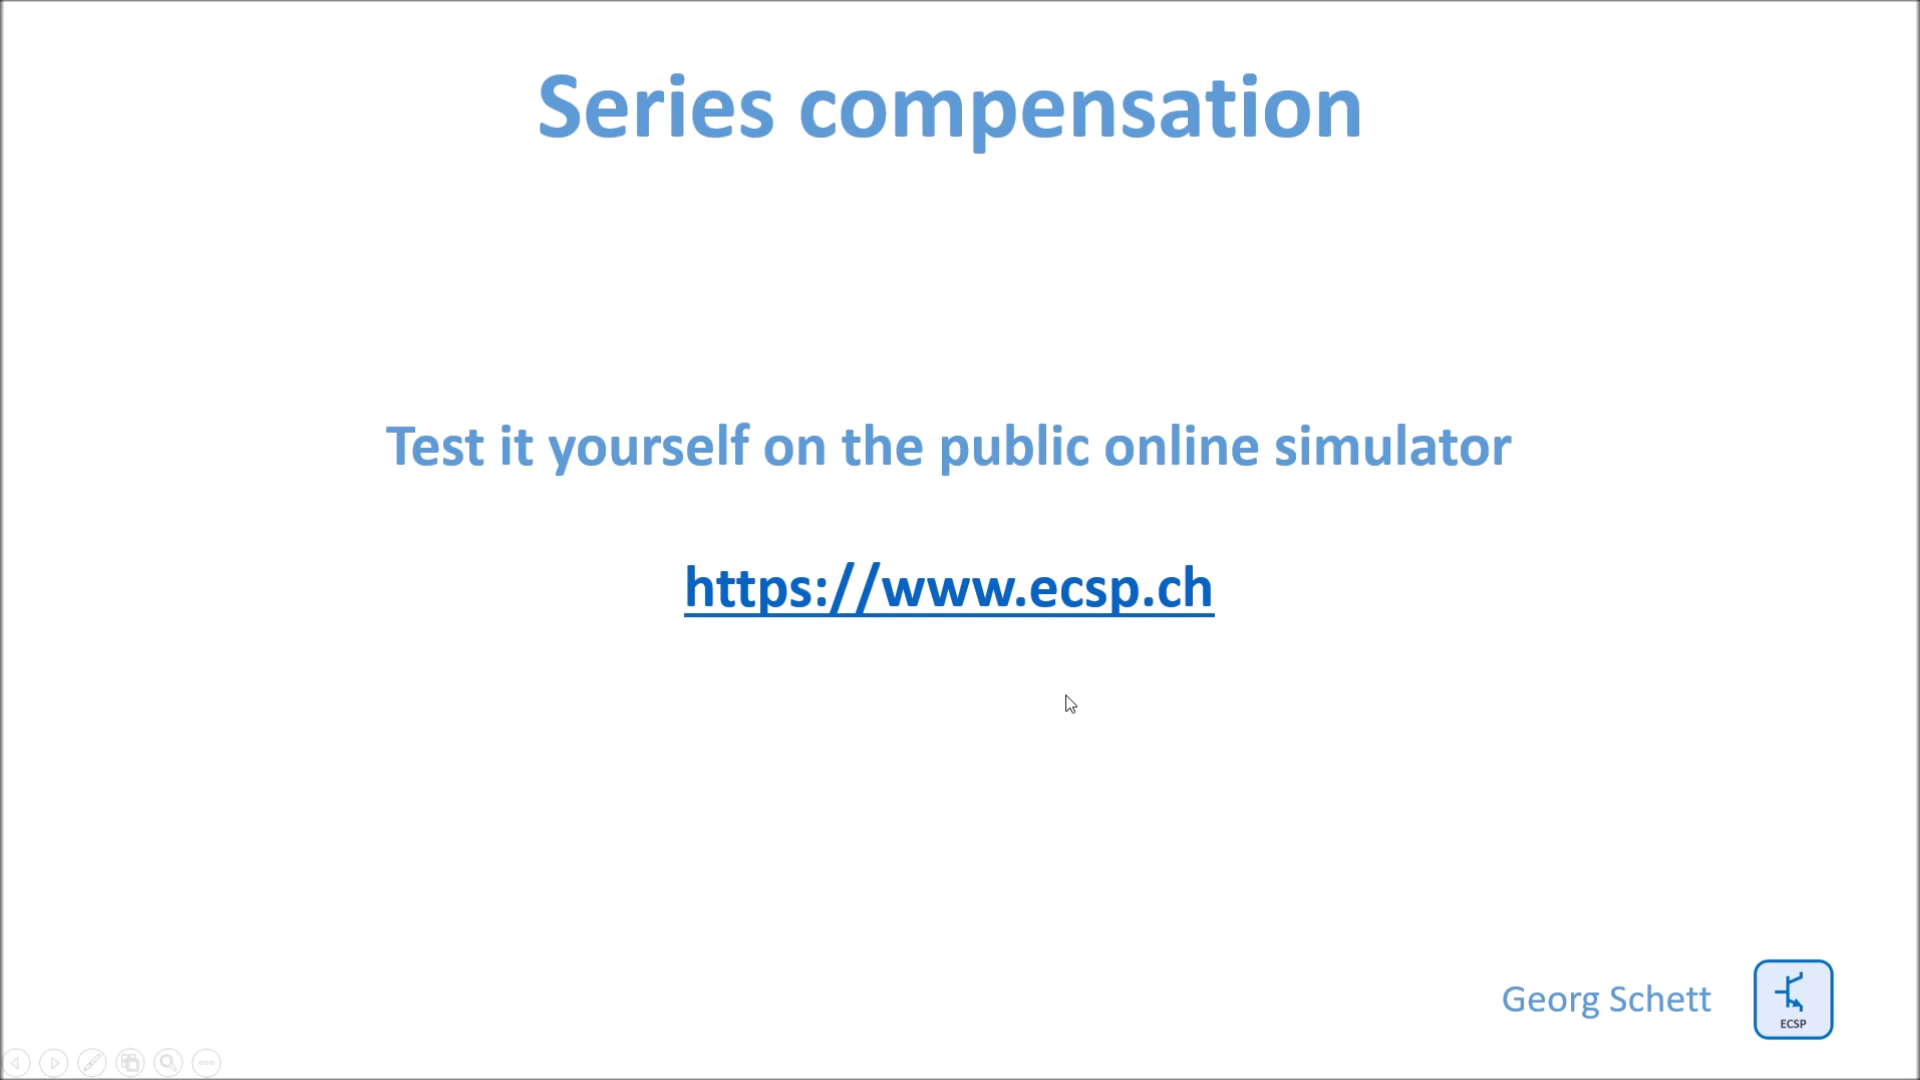 Series compensation
Test it yourself on the public online simulator
https://www.ecsp.ch
Georg Schett
ECSP